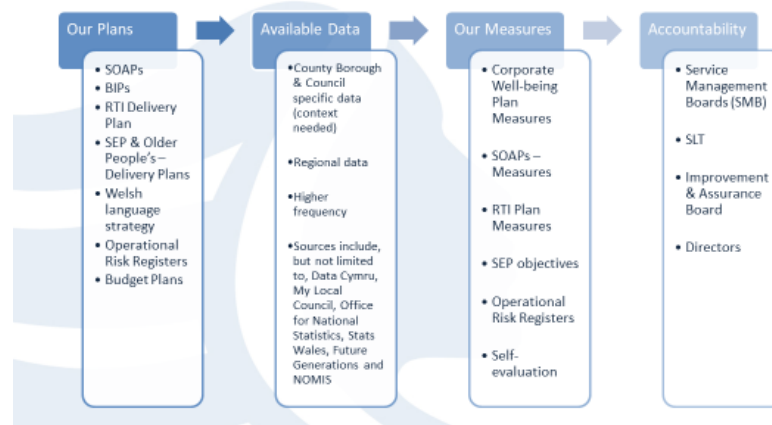 Our Plans
• SOAPs
• BIPs
• RTI Delivery
Plan
• SEP & Older
People's –
Delivery Plans
• Welsh
language
strategy
• Operational
Risk Registers
• Budget Plans
Available Data
•County Borough
& Council
specific data
(context
needed)
•Regional data
•Higher
frequency
•Sources include,
but not limited
to, Data Cymru,
My Local
Council, Office
for National
Statistics, Stats
Wales, Future
Generations and
NOMIS
Our Measures
• Corporate
Well-being
Plan
Measures
• SOAPs –
Measures
• RTI Plan
Measures
• SEP objectives
• Operational
Risk Registers
• Self-
evaluation
Accountability
• Service
Management
Boards (SMB)
• SLT
• Improvement
& Assurance
Board
• Directors